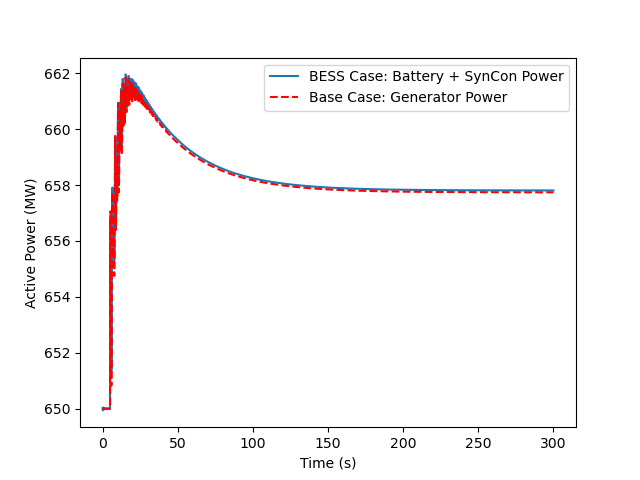 BESS Case: Battery + SynCon Power
Base Case: Generator Power
Active Power (MW)
662
660
658
656
654
652
650
0 50 100 150 200 250 300
Time (s)